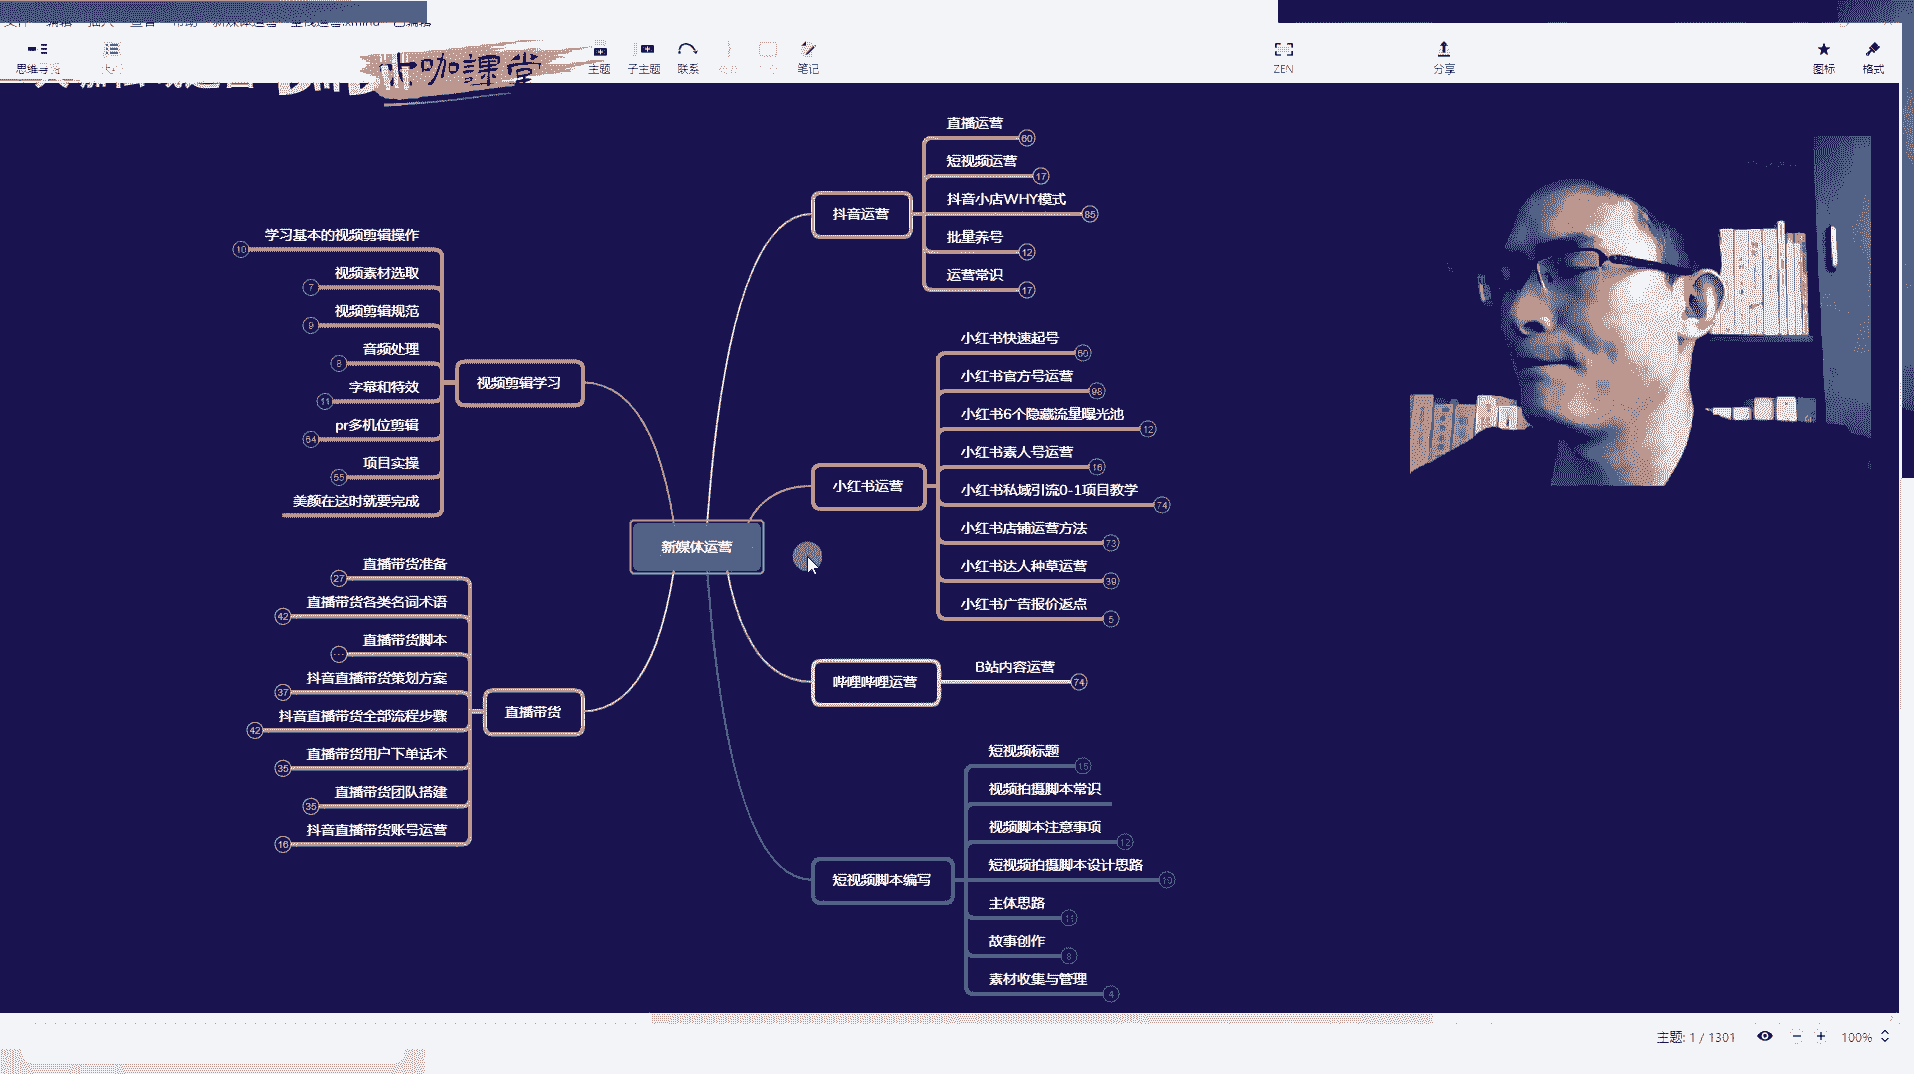 思维导图
主题
子主题
联系
笔记
ZEN
分享
图标
格式
咖課堂
新媒体运营
抖音运营
直播运营
60
短视频运营
17
抖音小店WHY模式
85
批量养号
12
运营常识
17
小红书运营
小红书快速起号
60
小红书官方号运营
98
小红书6个隐藏流量曝光池
12
小红书素人号运营
16
小红书私域引流0-1项目教学
74
小红书店铺运营方法
73
小红书达人种草运营
39
小红书广告报价返点
5
哔哩哔哩运营
B站内容运营
74
短视频脚本编写
短视频标题
15
视频拍摄脚本常识
视频脚本注意事项
12
短视频拍摄脚本设计思路
19
主体思路
11
故事创作
8
素材收集与管理
4
视频剪辑学习
学习基本的视频剪辑操作
10
视频素材选取
7
视频剪辑规范
9
音频处理
8
字幕和特效
11
pr多机位剪辑
64
项目实操
55
美颜在这时就要完成
直播带货
直播带货准备
27
直播带货各类名词术语
42
直播带货脚本
抖音直播带货策划方案
37
抖音直播带货全部流程步骤
42
直播带货用户下单话术
35
直播带货团队搭建
35
抖音直播带货账号运营
16
主题: 1 / 1301
100%